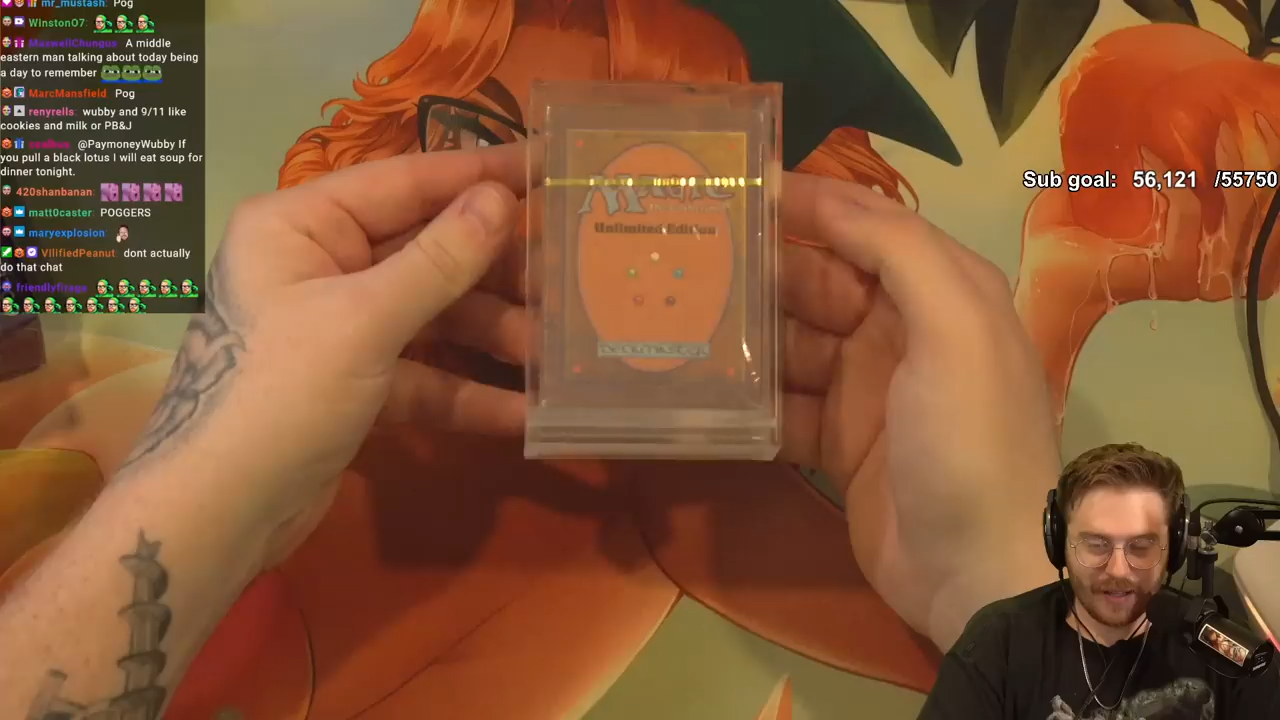 mr_mustash: Pog
Winston07:
MaxwellChungus A middle
eastern man talking about today being
a day to remember
MarcMansfield Pog
renyrells: wubby and 9/11 like
cookies and milk or PB&J
@PaymoneyWubby If
you pull a black lotus I will eat soup for
dinner tonight.
420shanbanan:
matt0caster: POGGERS
maryexplosion:
VilifiedPeanut: dont actually
do that chat
Sub goal: 56,121 /55750
Magic
Unlimited Edition
DECKMASTER